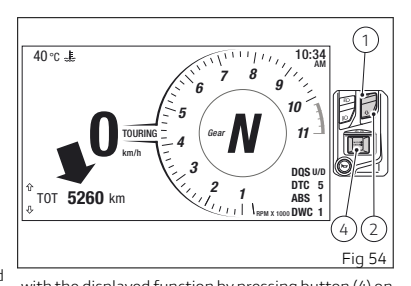 1
40 °C
10:34
AM
7 8
6 9
5 10
4 11
3
2 1
0
TOURING
km/h
Gear N
RPM X 1000
DQS U/D
DTC 5
ABS 1
DWC 1
TOT 5260 km
4 2
Fig 54
with the displayed function by pressing button (4) on